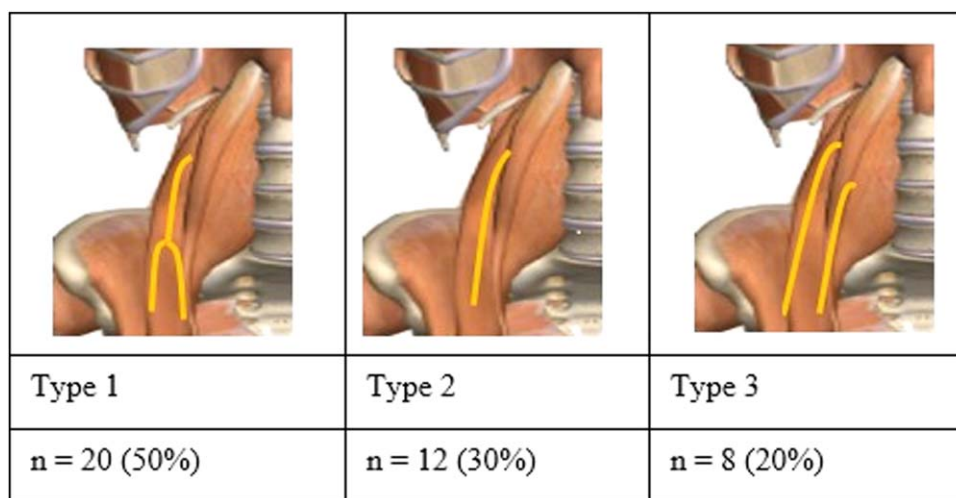 Type 1
Type 2
Type 3
n = 20 (50%)
n = 12 (30%)
n = 8 (20%)